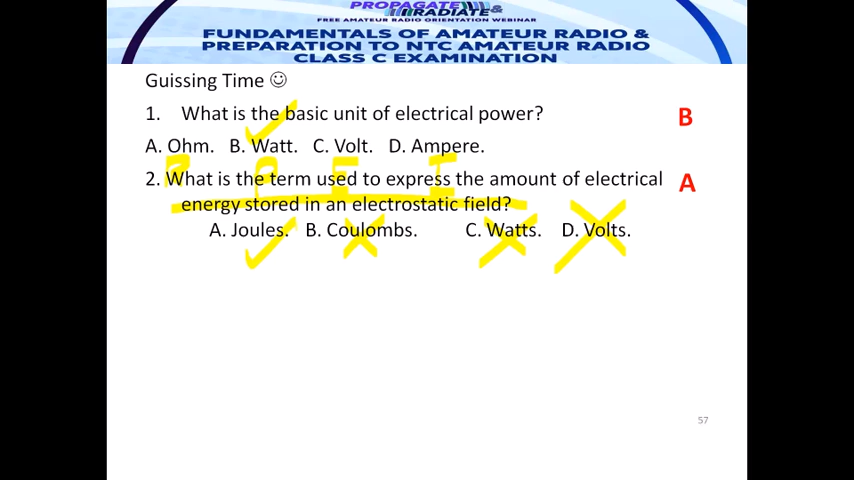 PROPAGATE &
RADIATE
FREE AMATEUR RADIO ORIENTATION WEBINAR
FUNDAMENTALS OF AMATEUR RADIO &
PREPARATION TO NTC AMATEUR RADIO
CLASS C EXAMINATION
Guissing Time ☺
1. What is the basic unit of electrical power? B
A. Ohm. B. Watt. C. Volt. D. Ampere.
R P E I
2. What is the term used to express the amount of electrical A
energy stored in an electrostatic field?
A. Joules. B. Coulombs. C. Watts. D. Volts.
57